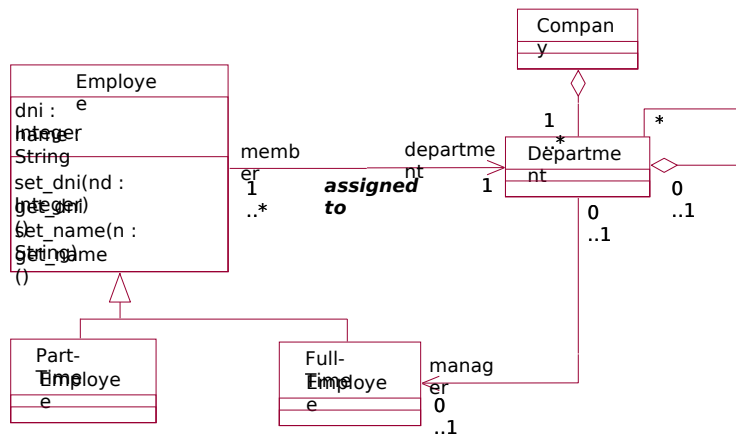 Compan
y
Employe
e
dni :
Integer
name :
String
set_dni(nd :
Integer)
get_dni
()
set_name(n :
String)
get_name
()
memb
er
1
..*
assigned
to
departme
nt
1
1
..*
*
Departme
nt
0
..1
0
..1
Part-
Time
Employe
e
Full-
Time
Employe
e
manag
er
0
..1